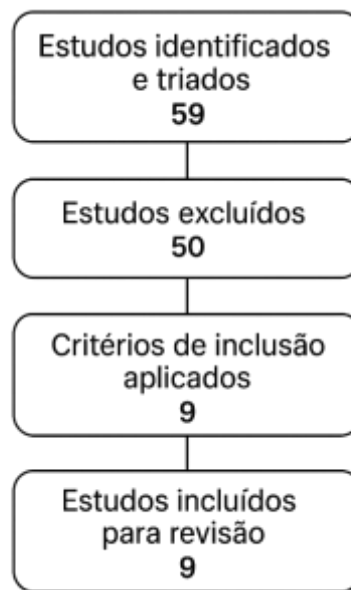 Estudos identificados
e triados
59
Estudos excluídos
50
Critérios de inclusão
aplicados
9
Estudos incluídos
para revisão
9